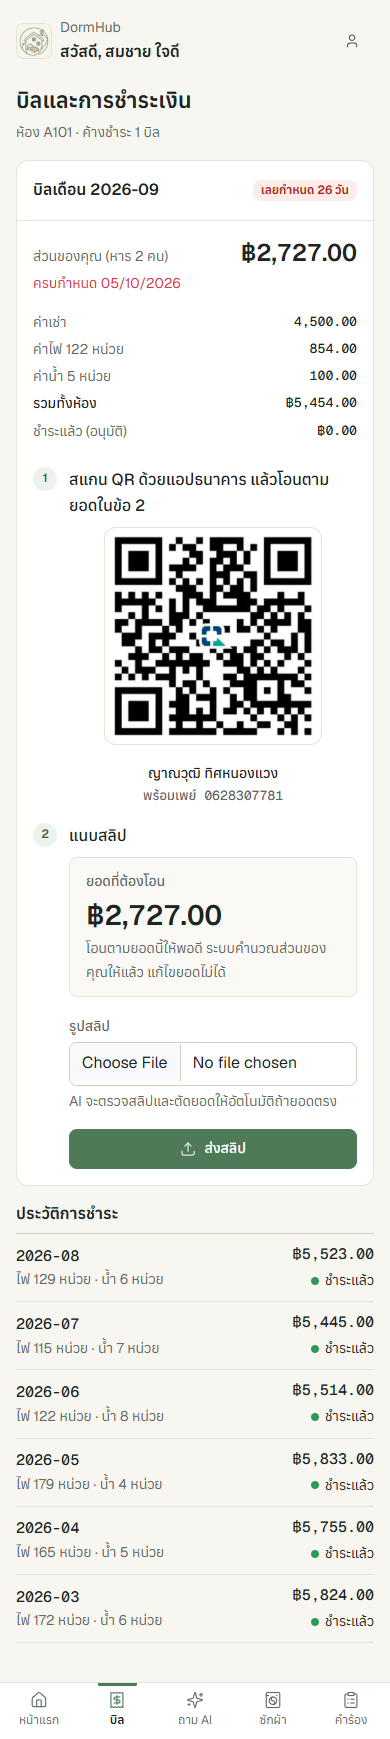 DormHub
สวัสดี, สมชาย ใจดี
บิลและการชำระเงิน
ห้อง A101 · ค้างชำระ 1 บิล
บิลเดือน 2026-09
เลยกำหนด 26 วัน
ส่วนของคุณ (หาร 2 คน)
฿2,727.00
ครบกำหนด 05/10/2026
ค่าเช่า
4,500.00
ค่าไฟ 122 หน่วย
854.00
ค่าน้ำ 5 หน่วย
100.00
รวมทั้งห้อง
฿5,454.00
ชำระแล้ว (อนุมัติ)
฿0.00
1
สแกน QR ด้วยแอปธนาคาร แล้วโอนตาม
ยอดในข้อ 2
ญาณวุฒิ ทิศหนองแวง
พร้อมเพย์ 0628307781
2
แนบสลิป
ยอดที่ต้องโอน
฿2,727.00
โอนตามยอดนี้ให้พอดี ระบบคำนวณส่วนของ
คุณให้แล้ว แก้ไขยอดไม่ได้
รูปสลิป
Choose File
No file chosen
AI จะตรวจสลิปและตัดยอดให้อัตโนมัติถ้ายอดตรง
ส่งสลิป
ประวัติการชำระ
2026-08
฿5,523.00
ไฟ 129 หน่วย · น้ำ 6 หน่วย
ชำระแล้ว
2026-07
฿5,445.00
ไฟ 115 หน่วย · น้ำ 7 หน่วย
ชำระแล้ว
2026-06
฿5,514.00
ไฟ 122 หน่วย · น้ำ 8 หน่วย
ชำระแล้ว
2026-05
฿5,833.00
ไฟ 179 หน่วย · น้ำ 4 หน่วย
ชำระแล้ว
2026-04
฿5,755.00
ไฟ 165 หน่วย · น้ำ 5 หน่วย
ชำระแล้ว
2026-03
฿5,824.00
ไฟ 172 หน่วย · น้ำ 6 หน่วย
ชำระแล้ว
หน้าแรก
บิล
ถาม AI
ซักผ้า
คำร้อง